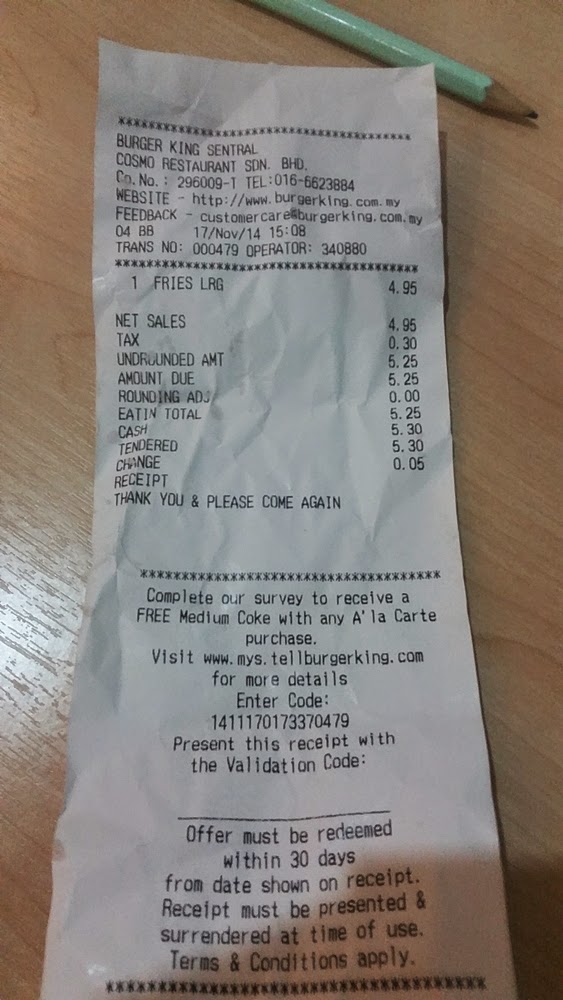 ***********************************
BURGER KING SENTRAL
COSMO RESTAURANT SDN. BHD.
Co. No. : 296009-T TEL:016-6623884
WEBSITE - http://www.burgerking.com.my
FEEDBACK - customercare@burgerking.com.my
04 BB 17/Nov/14 15:08
TRANS NO: 000479 OPERATOR: 340880
***********************************
1 FRIES LRG 4.95
NET SALES 4.95
TAX 0.30
UNDROUNDED AMT 5.25
AMOUNT DUE 5.25
ROUNDING ADJ 0.00
EATIN TOTAL 5.25
CASH 5.30
TENDERED 5.30
CHANGE 0.05
RECEIPT
THANK YOU & PLEASE COME AGAIN
***********************************
Complete our survey to receive a
FREE Medium Coke with any A'la Carte
purchase.
Visit www.mys.tellburgerking.com
for more details
Enter Code:
1411170173370479
Present this receipt with
the Validation Code:
Offer must be redeemed
within 30 days
from date shown on receipt.
Receipt must be presented &
surrendered at time of use.
Terms & Conditions apply.
***********************************